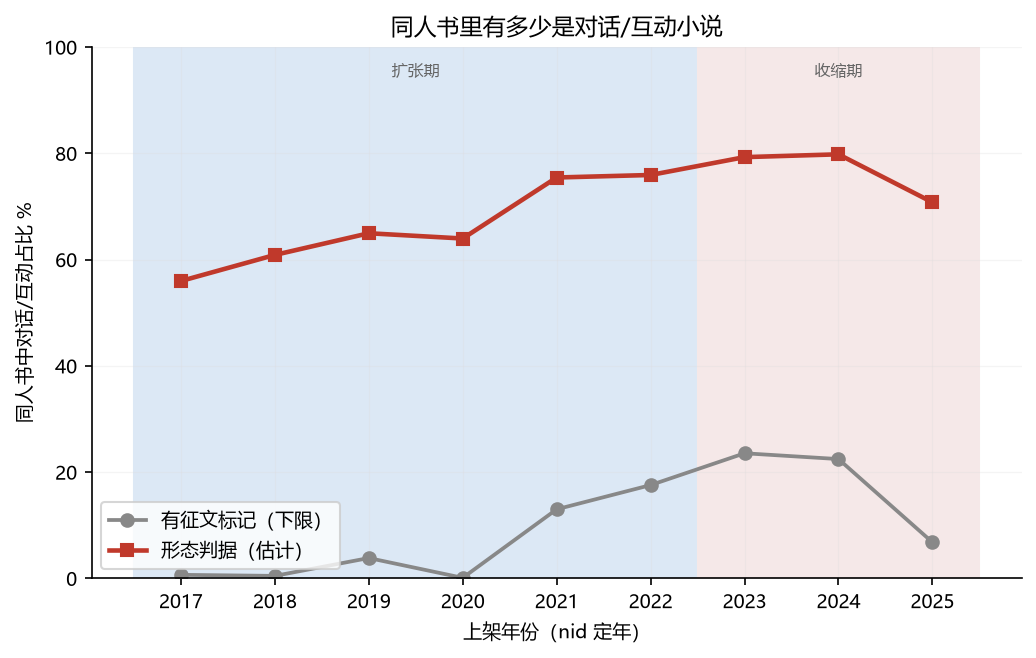 同人书里有多少是对话/互动小说
扩张期
收缩期
100
80
60
40
20
0
同人书中对话/互动占比 %
有征文标记（下限）
形态判据（估计）
2017 2018 2019 2020 2021 2022 2023 2024 2025
上架年份（nid 定年）